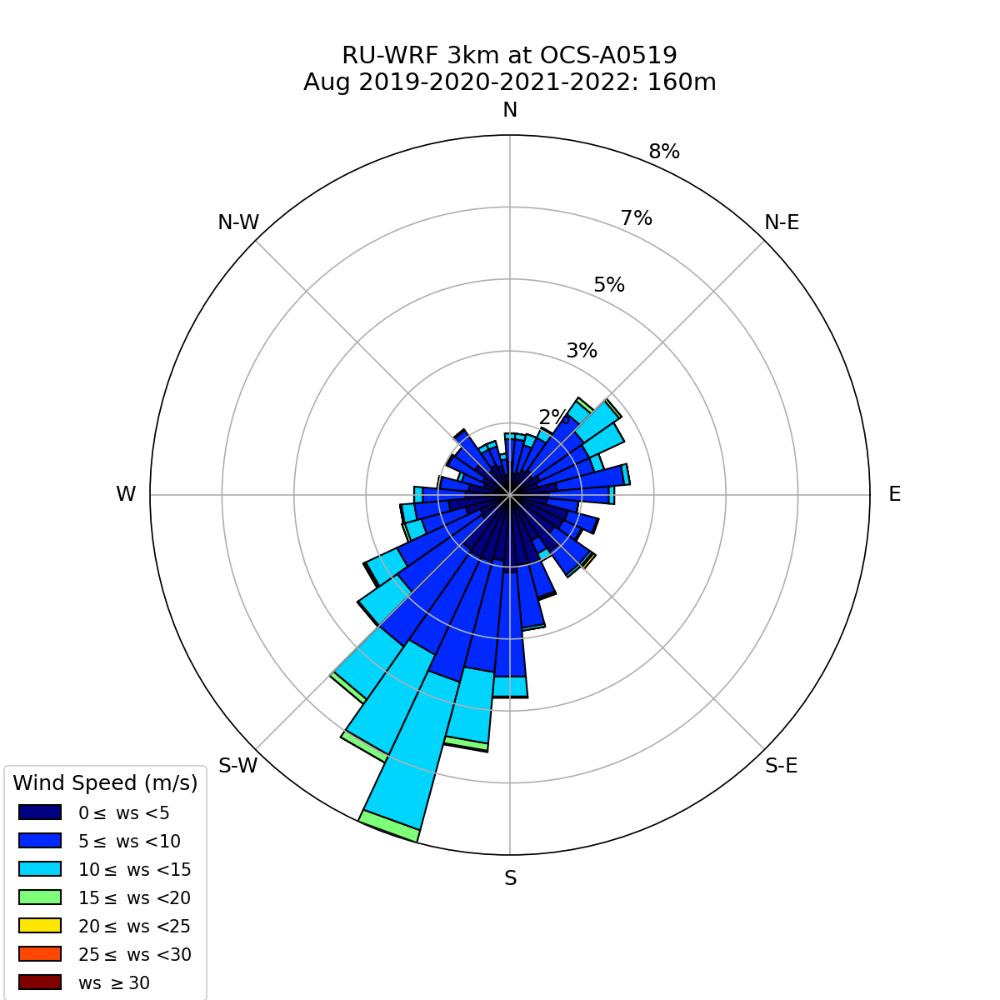 RU-WRF 3km at OCS-A0519
Aug 2019-2020-2021-2022: 160m
N
8%
N-W
7%
N-E
5%
3%
2%
W
E
S-W
S-E
S
Wind Speed (m/s)
0 ≤ ws <5
5 ≤ ws <10
10 ≤ ws <15
15 ≤ ws <20
20 ≤ ws <25
25 ≤ ws <30
ws ≥ 30